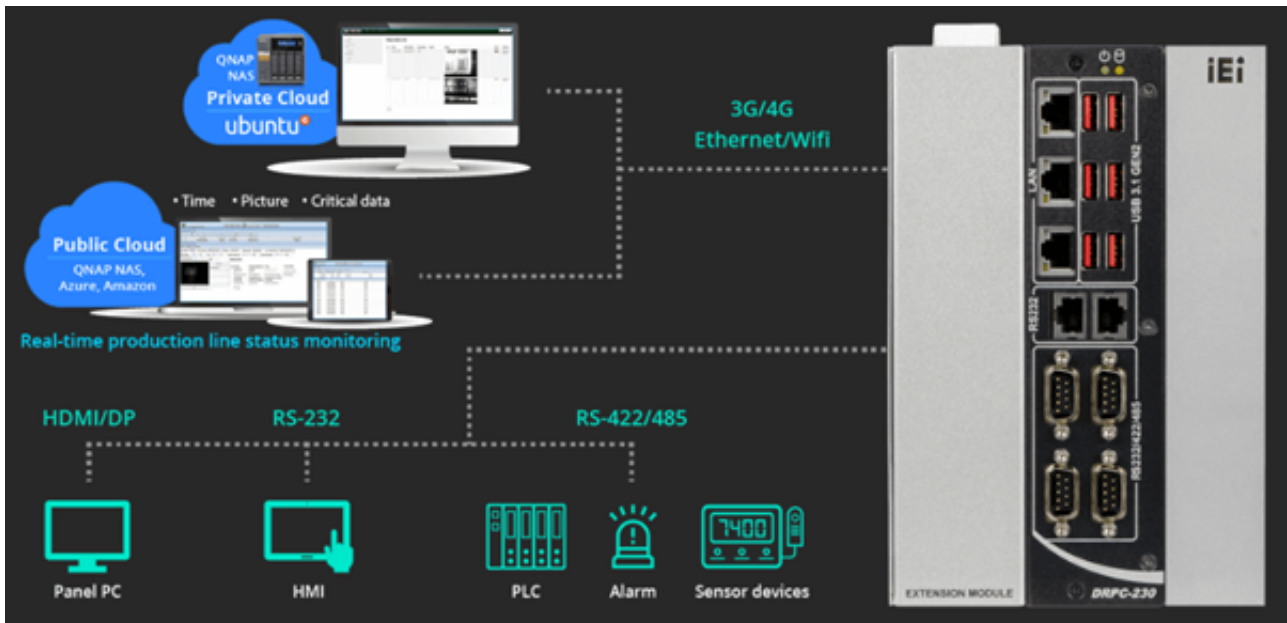 QNAP
NAS
Private Cloud
ubuntu
3G/4G
Ethernet/Wifi
• Time • Picture • Critical data
Public Cloud
QNAP NAS,
Azure, Amazon
Real-time production line status monitoring
HDMI/DP
RS-232
RS-422/485
Panel PC
HMI
7400
PLC
Alarm
Sensor devices
iEi
LAN
USB 3.1 GEN2
RS232
RS232/422/485
EXTENSION MODULE
DRPC-230